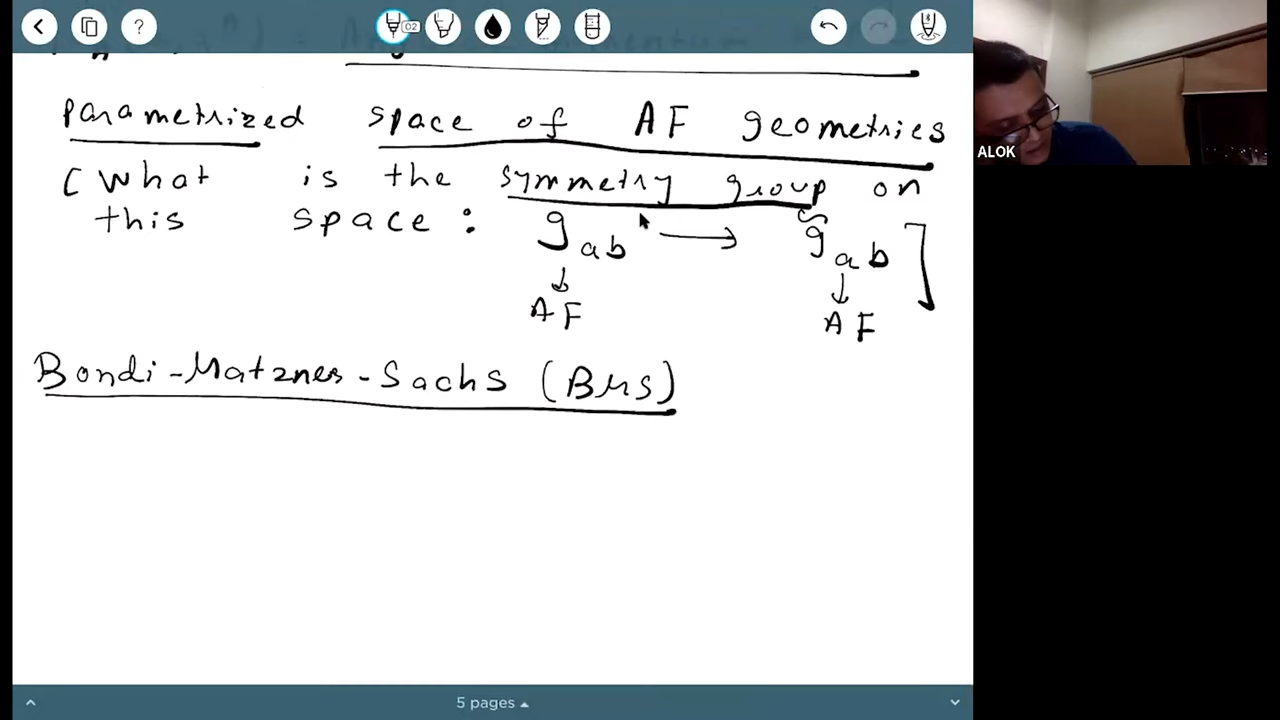 parametrized space of AF geometries
[ What is the symmetry group on
this space : g_ab → g̃_ab ]
↓ ↓
AF AF
Bondi-Matzner-Sachs (BMS)
ALOK
5 pages